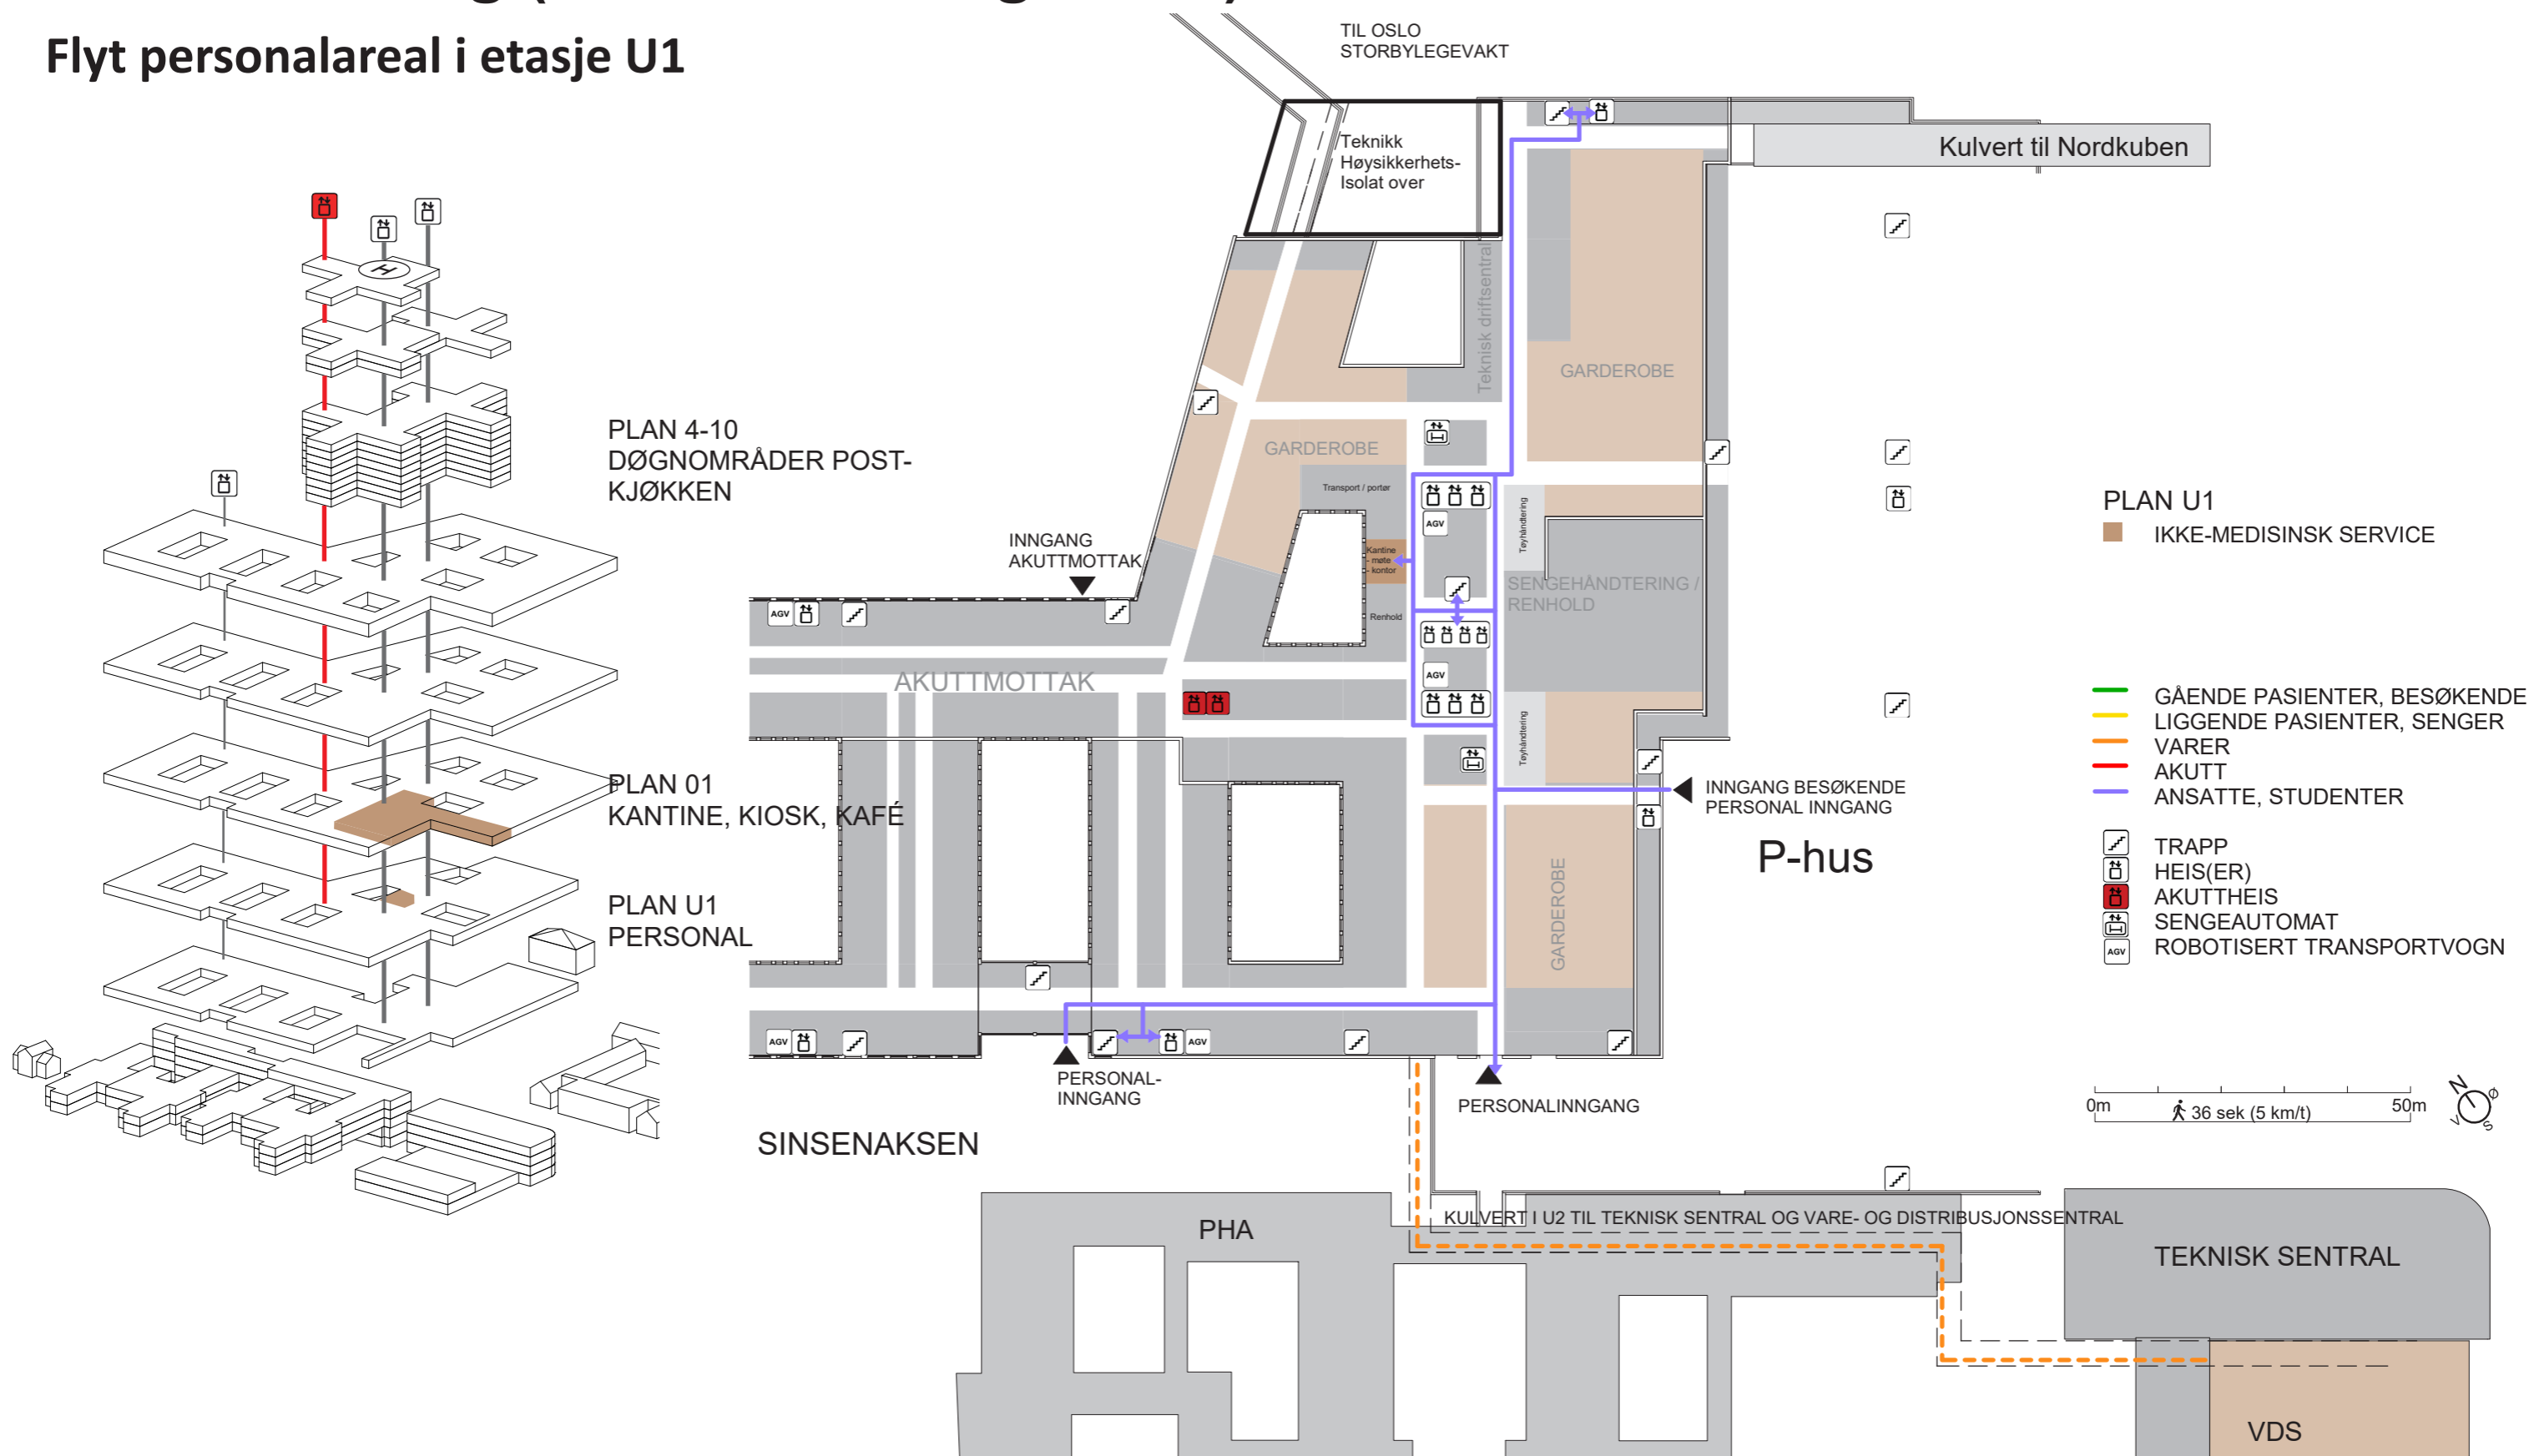 Flyt personalareal i etasje U1
TIL OSLO
STORBYLEGEVAKT
Teknikk
Høysikkerhets-
Isolat over
Kulvert til Nordkuben
Teknisk driftsentral
GARDEROBE
GARDEROBE
Transport / portør
AGV
Tøyhåndtering
Kantine
- møte
- kontor
SENGEHÅNDTERING /
RENHOLD
Renhold
INNGANG
AKUTTMOTTAK
AGV
AKUTTMOTTAK
AGV
Tøyhåndtering
INNGANG BESØKENDE
PERSONAL INNGANG
P-hus
GARDEROBE
AGV
AGV
PERSONAL-
INNGANG
PERSONALINNGANG
SINSENAKSEN
H
PLAN 4-10
DØGNOMRÅDER POST-
KJØKKEN
PLAN 01
KANTINE, KIOSK, KAFÉ
PLAN U1
PERSONAL
PLAN U1
IKKE-MEDISINSK SERVICE
GÅENDE PASIENTER, BESØKENDE
LIGGENDE PASIENTER, SENGER
VARER
AKUTT
ANSATTE, STUDENTER
TRAPP
HEIS(ER)
AKUTTHEIS
SENGEAUTOMAT
AGV ROBOTISERT TRANSPORTVOGN
0m 36 sek (5 km/t) 50m
N
Ø
V
S
PHA
KULVERT I U2 TIL TEKNISK SENTRAL OG VARE- OG DISTRIBUSJONSSENTRAL
TEKNISK SENTRAL
VDS